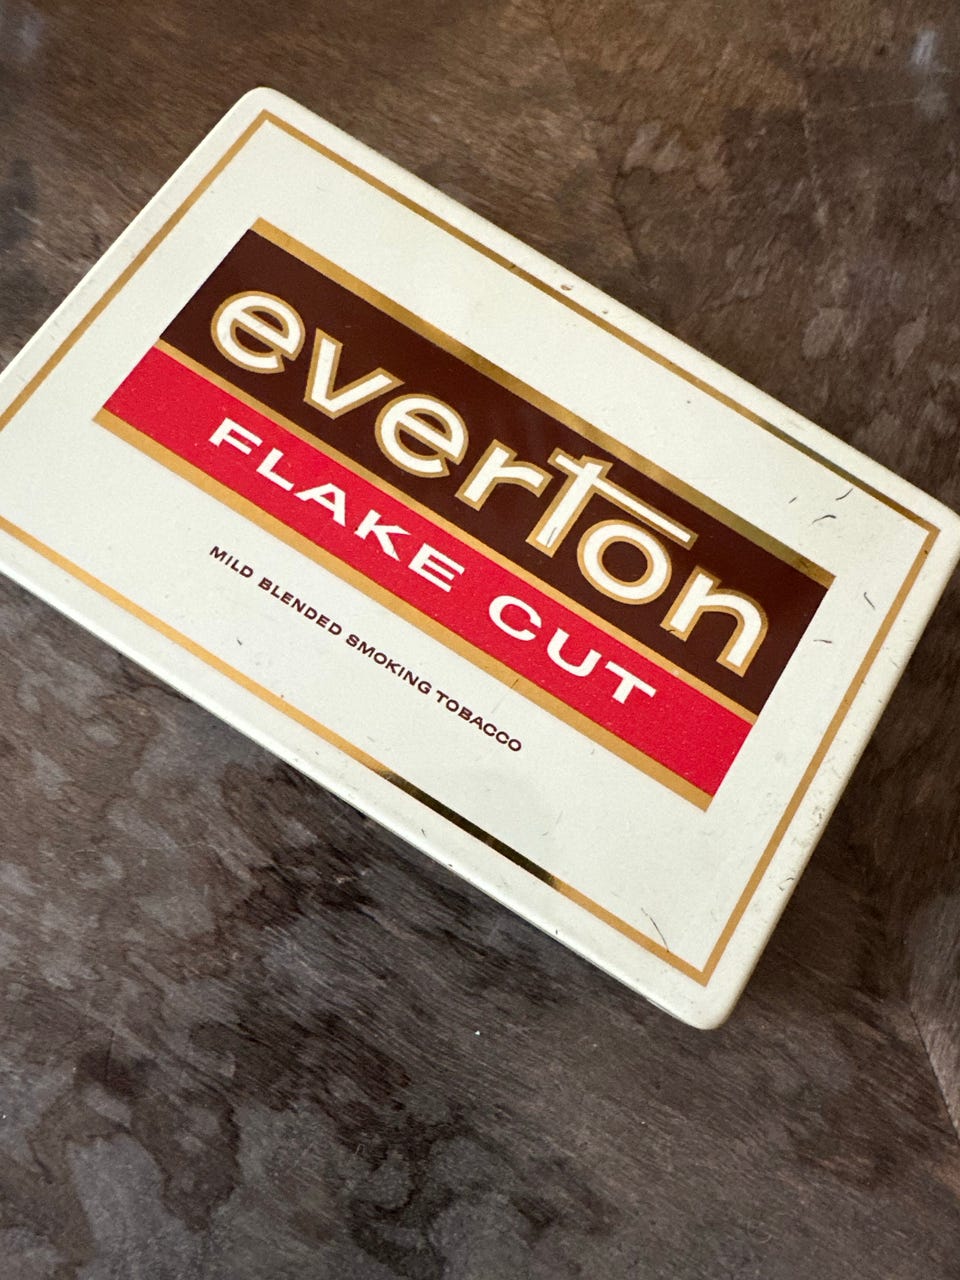 everton
FLAKE CUT
MILD BLENDED SMOKING TOBACCO